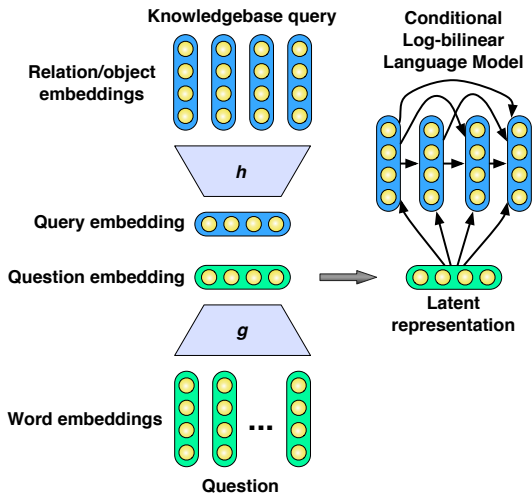 Knowledgebase query
Relation/object
embeddings
h
Query embedding
Question embedding
g
Word embeddings
...
Question
Conditional
Log-bilinear
Language Model
Latent
representation